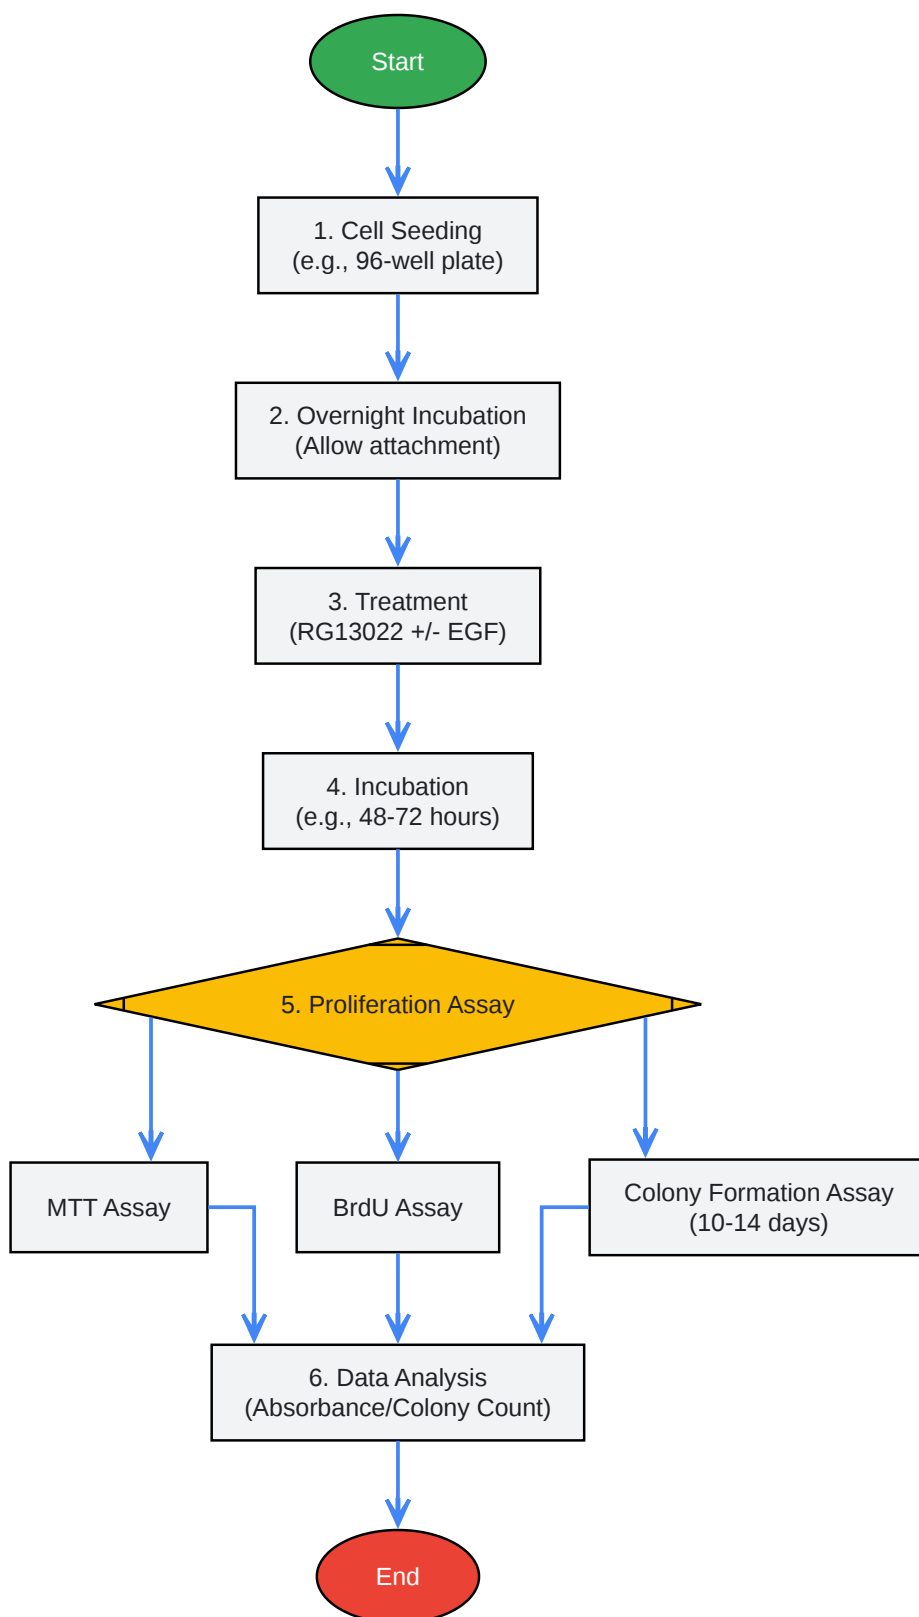 Start
1. Cell Seeding
(e.g., 96-well plate)
2. Overnight Incubation
(Allow attachment)
3. Treatment
(RG13022 +/- EGF)
4. Incubation
(e.g., 48-72 hours)
5. Proliferation Assay
MTT Assay
BrdU Assay
Colony Formation Assay
(10-14 days)
6. Data Analysis
(Absorbance/Colony Count)
End